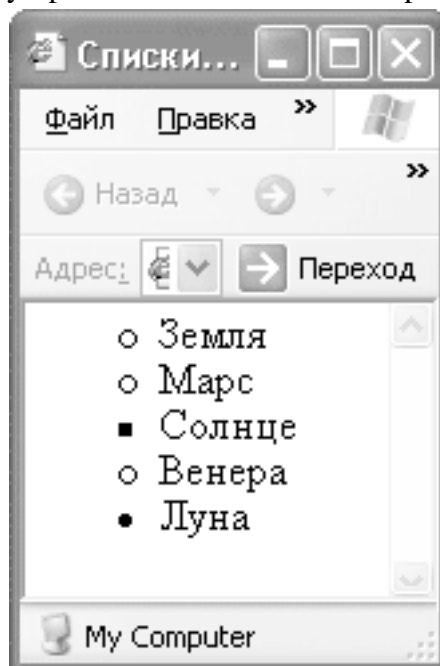 Списки...
Файл Правка »
Назад »
Адрес: Переход
Земля
Марс
Солнце
Венера
Луна
My Computer